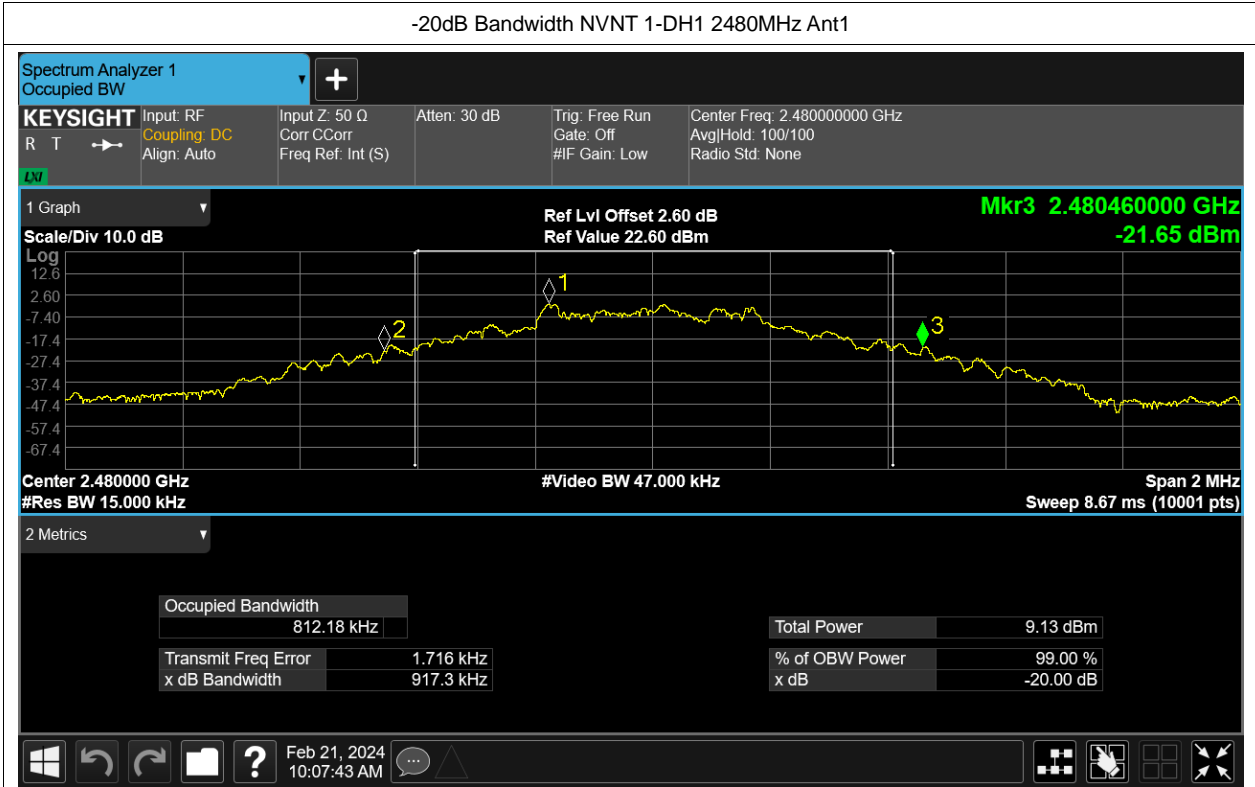 -20dB Bandwidth NVNT 1-DH1 2480MHz Ant1
Spectrum Analyzer 1
Occupied BW
KEYSIGHT
R T
LXI
Input: RF
Coupling: DC
Align: Auto
Input Z: 50 Ω
Corr CCorr
Freq Ref: Int (S)
Atten: 30 dB
Trig: Free Run
Gate: Off
#IF Gain: Low
Center Freq: 2.480000000 GHz
Avg|Hold: 100/100
Radio Std: None
1 Graph
Scale/Div 10.0 dB
Ref Lvl Offset 2.60 dB
Ref Value 22.60 dBm
Mkr3 2.480460000 GHz
-21.65 dBm
Log
12.6
2.60
-7.40
-17.4
-27.4
-37.4
-47.4
-57.4
-67.4
1
2
3
Center 2.480000 GHz
#Res BW 15.000 kHz
#Video BW 47.000 kHz
Span 2 MHz
Sweep 8.67 ms (10001 pts)
2 Metrics
Occupied Bandwidth
812.18 kHz
Transmit Freq Error 1.716 kHz
x dB Bandwidth 917.3 kHz
Total Power 9.13 dBm
% of OBW Power 99.00 %
x dB -20.00 dB
?
Feb 21, 2024
10:07:43 AM